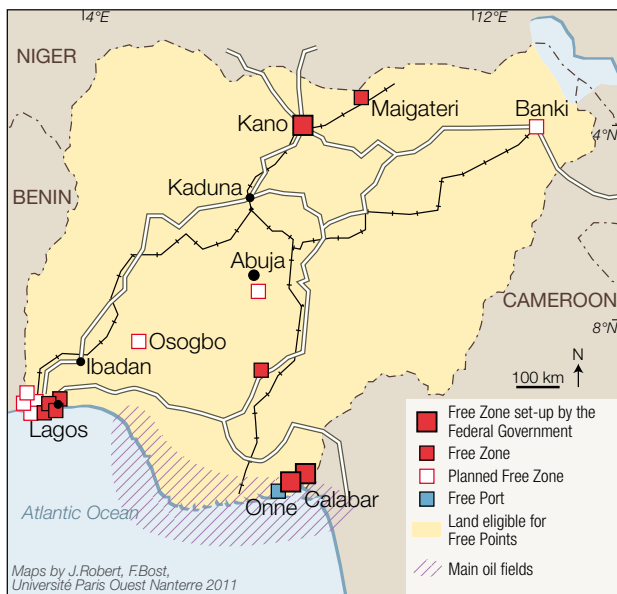 4°E
12°E
NIGER
Maigateri
Kano
Banki
4°N
Kaduna
BENIN
Abuja
CAMEROON
Osogbo
8°N
Ibadan
N
100 km
Lagos
Free Zone set-up by the
Federal Government
Free Zone
Planned Free Zone
Free Port
Land eligible for
Free Points
Main oil fields
Calabar
Onne
Atlantic Ocean
Maps by J.Robert, F.Bost,
Université Paris Ouest Nanterre 2011